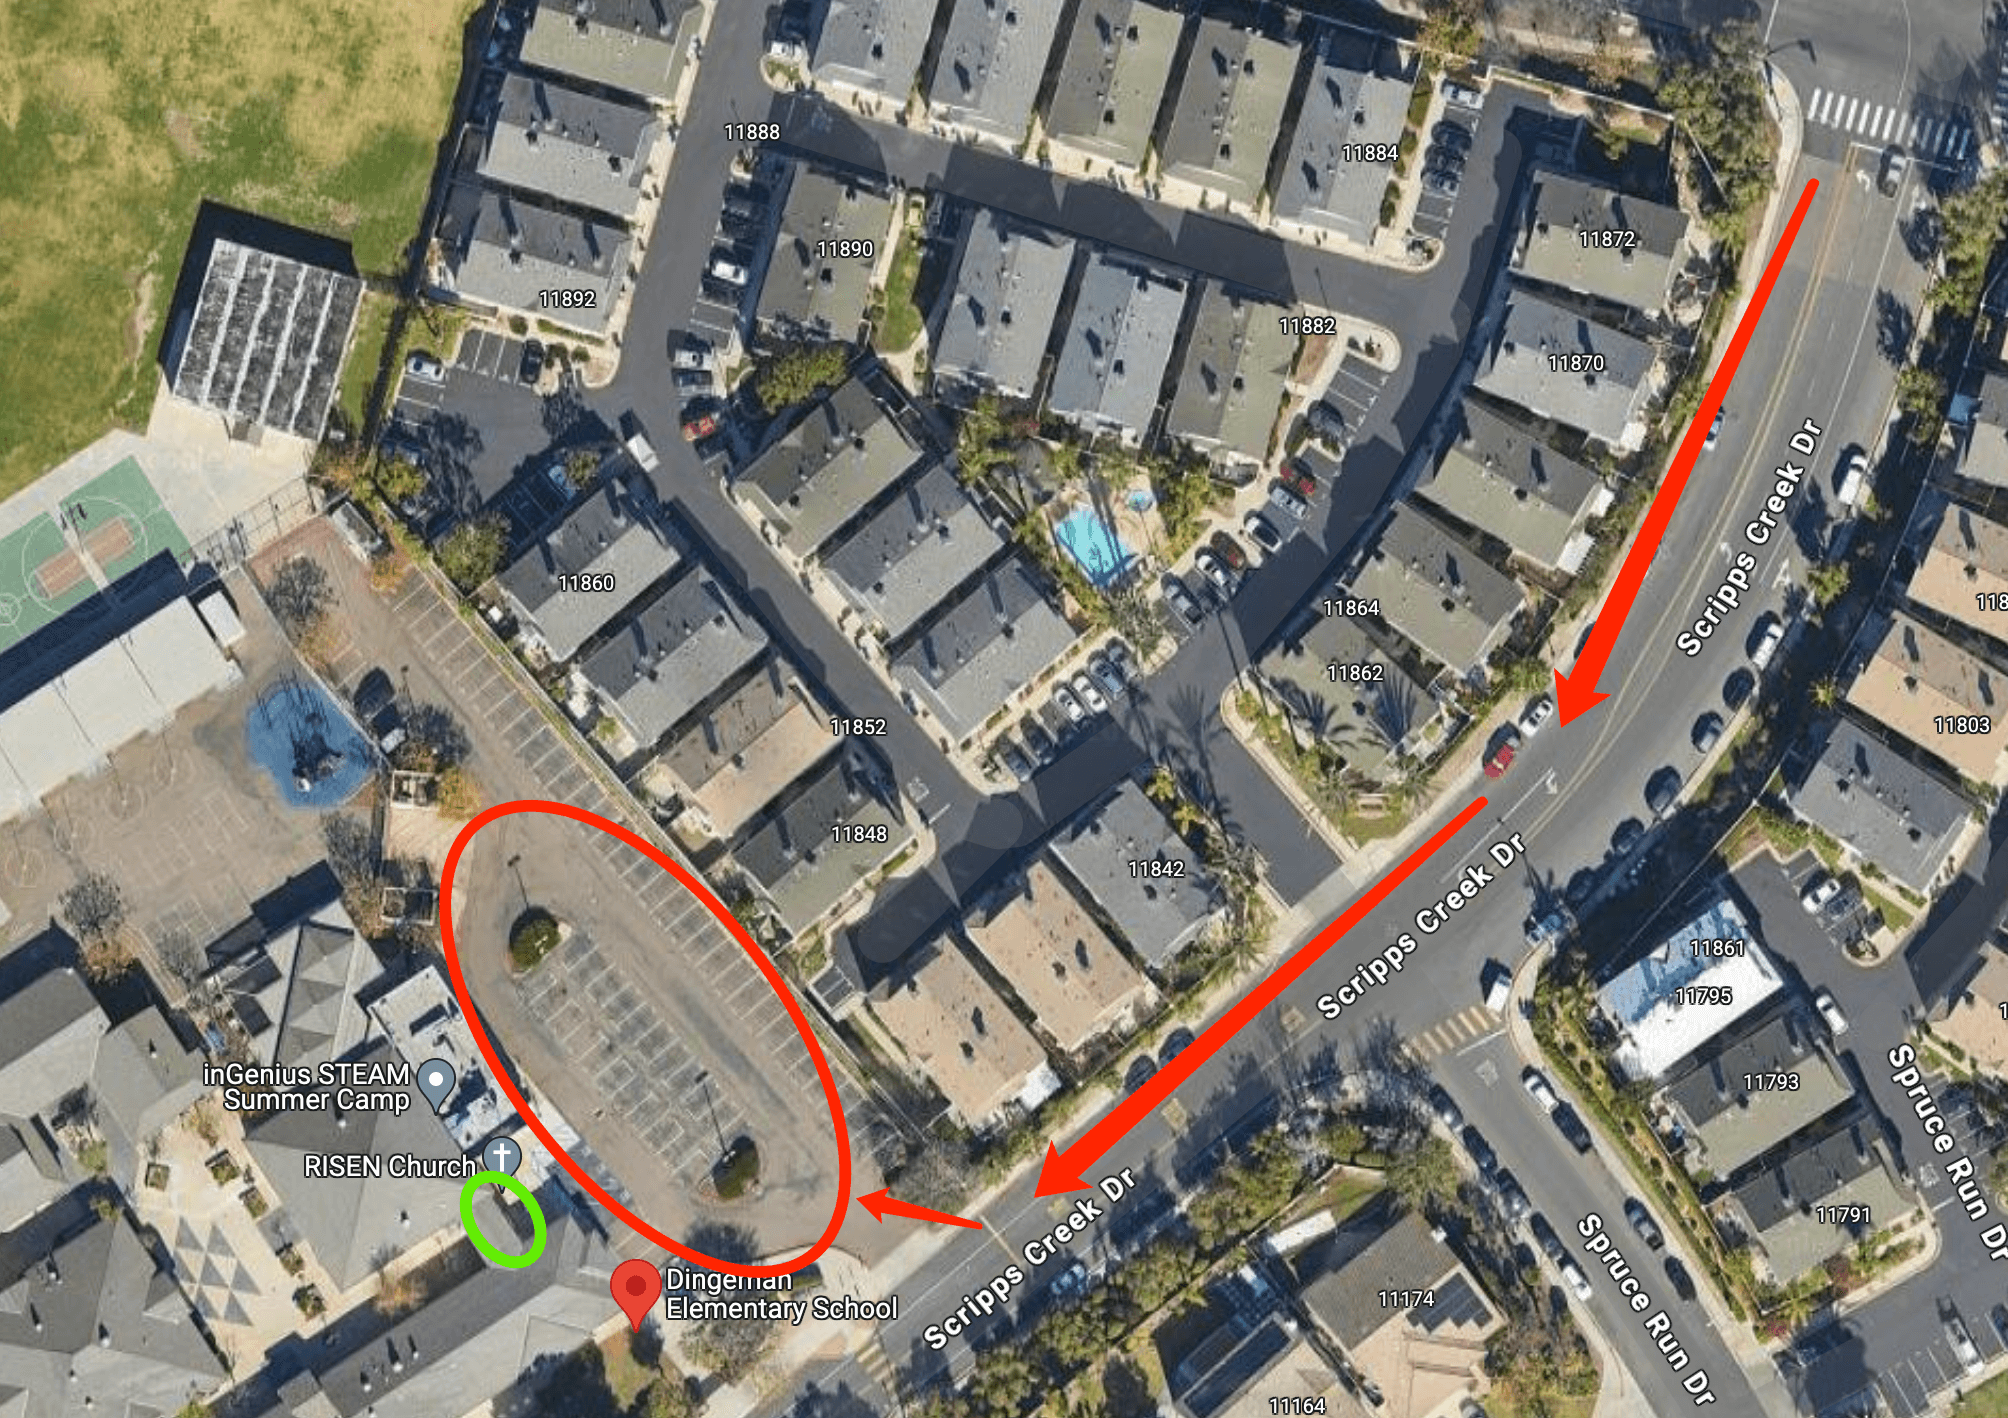 11888
11884
11890
11872
11892
11882
11870
Scripps Creek Dr
11860
118
11864
11862
11852
11803
11848
11842
Scripps Creek Dr
11861
11795
inGenius STEAM
Summer Camp
11793
RISEN Church
Spruce Run Dr
11791
Scripps Creek Dr
Dingeman
Elementary School
11174
Spruce Run Dr
11164